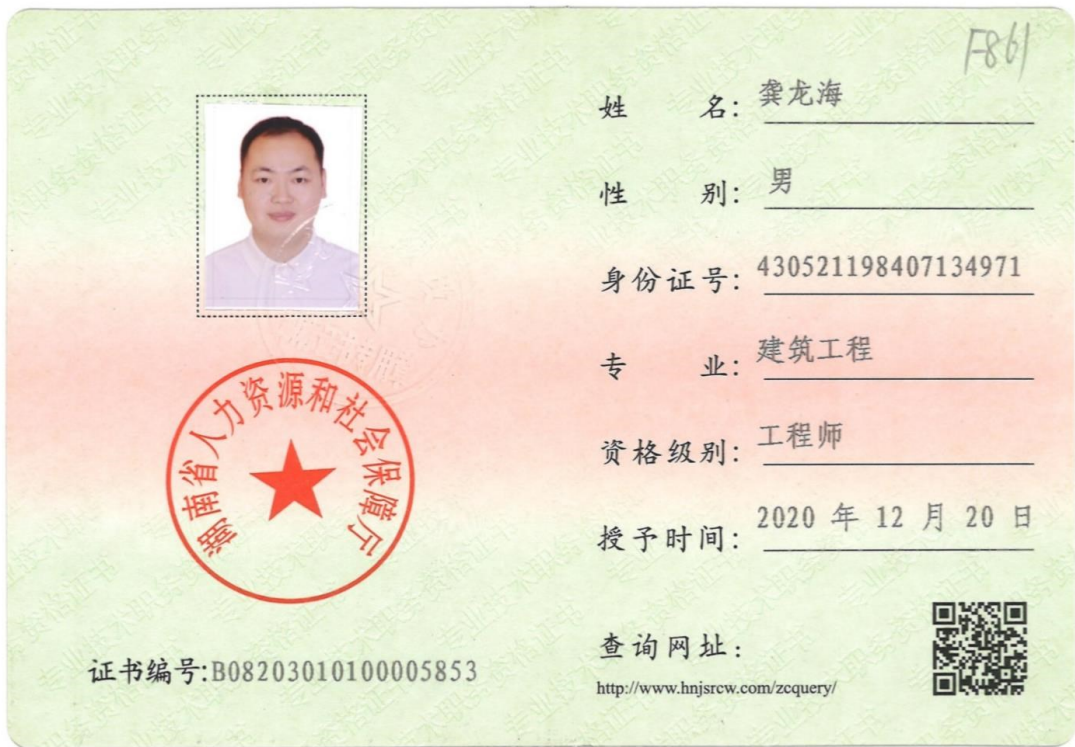 F861
姓 名: 龚龙海
性 别: 男
身份证号: 430521198407134971
专 业: 建筑工程
资格级别: 工程师
授予时间: 2020 年 12 月 20 日
湖南省人力资源和社会保障厅
证书编号:B08203010100005853
查询网址:
http://www.hnjsrcw.com/zcquery/